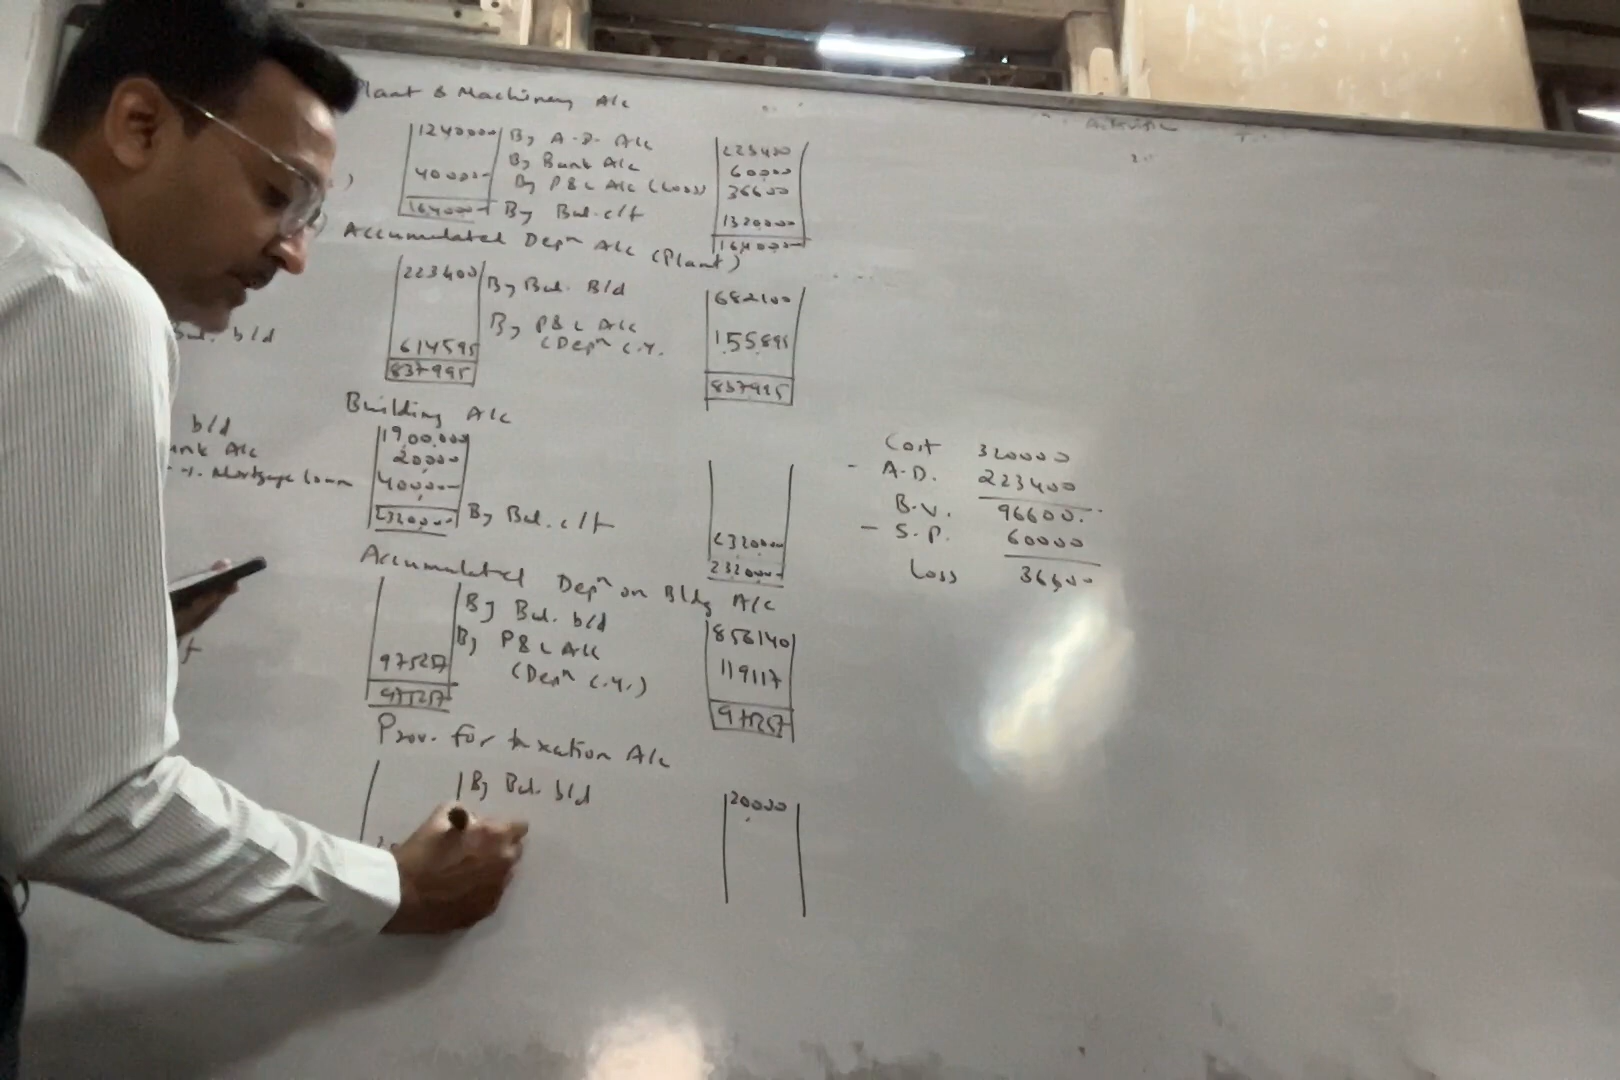 Plant & Machinery A/c
1240000 By A.D. A/c 223400
By Bank A/c 60000
400000 By P&L A/c (Loss) 36600
1640000 By Bal. c/f 1320000
1640000
Accumulated Depn A/c (Plant)
223400 By Bal. B/d 682100
By P&L A/c 155895
614595 (Depn C.Y.
837995 837995
Bal. b/d
Building A/c
b/d 1900,000
A/c 20000
Mortgage Loan 400000
2320000 By Bal. c/f 2320000
2320000
Cost 320000
- A.D. 223400
B.V. 96600.
- S.P. 60000
Loss 36600
Accumulated Depn on Bldg A/c
By Bal. b/d 856140
By P&L A/c 119117
975257 (Depn C.Y.)
975257 975257
Prov. for taxation A/c
By Bal. b/d 20000